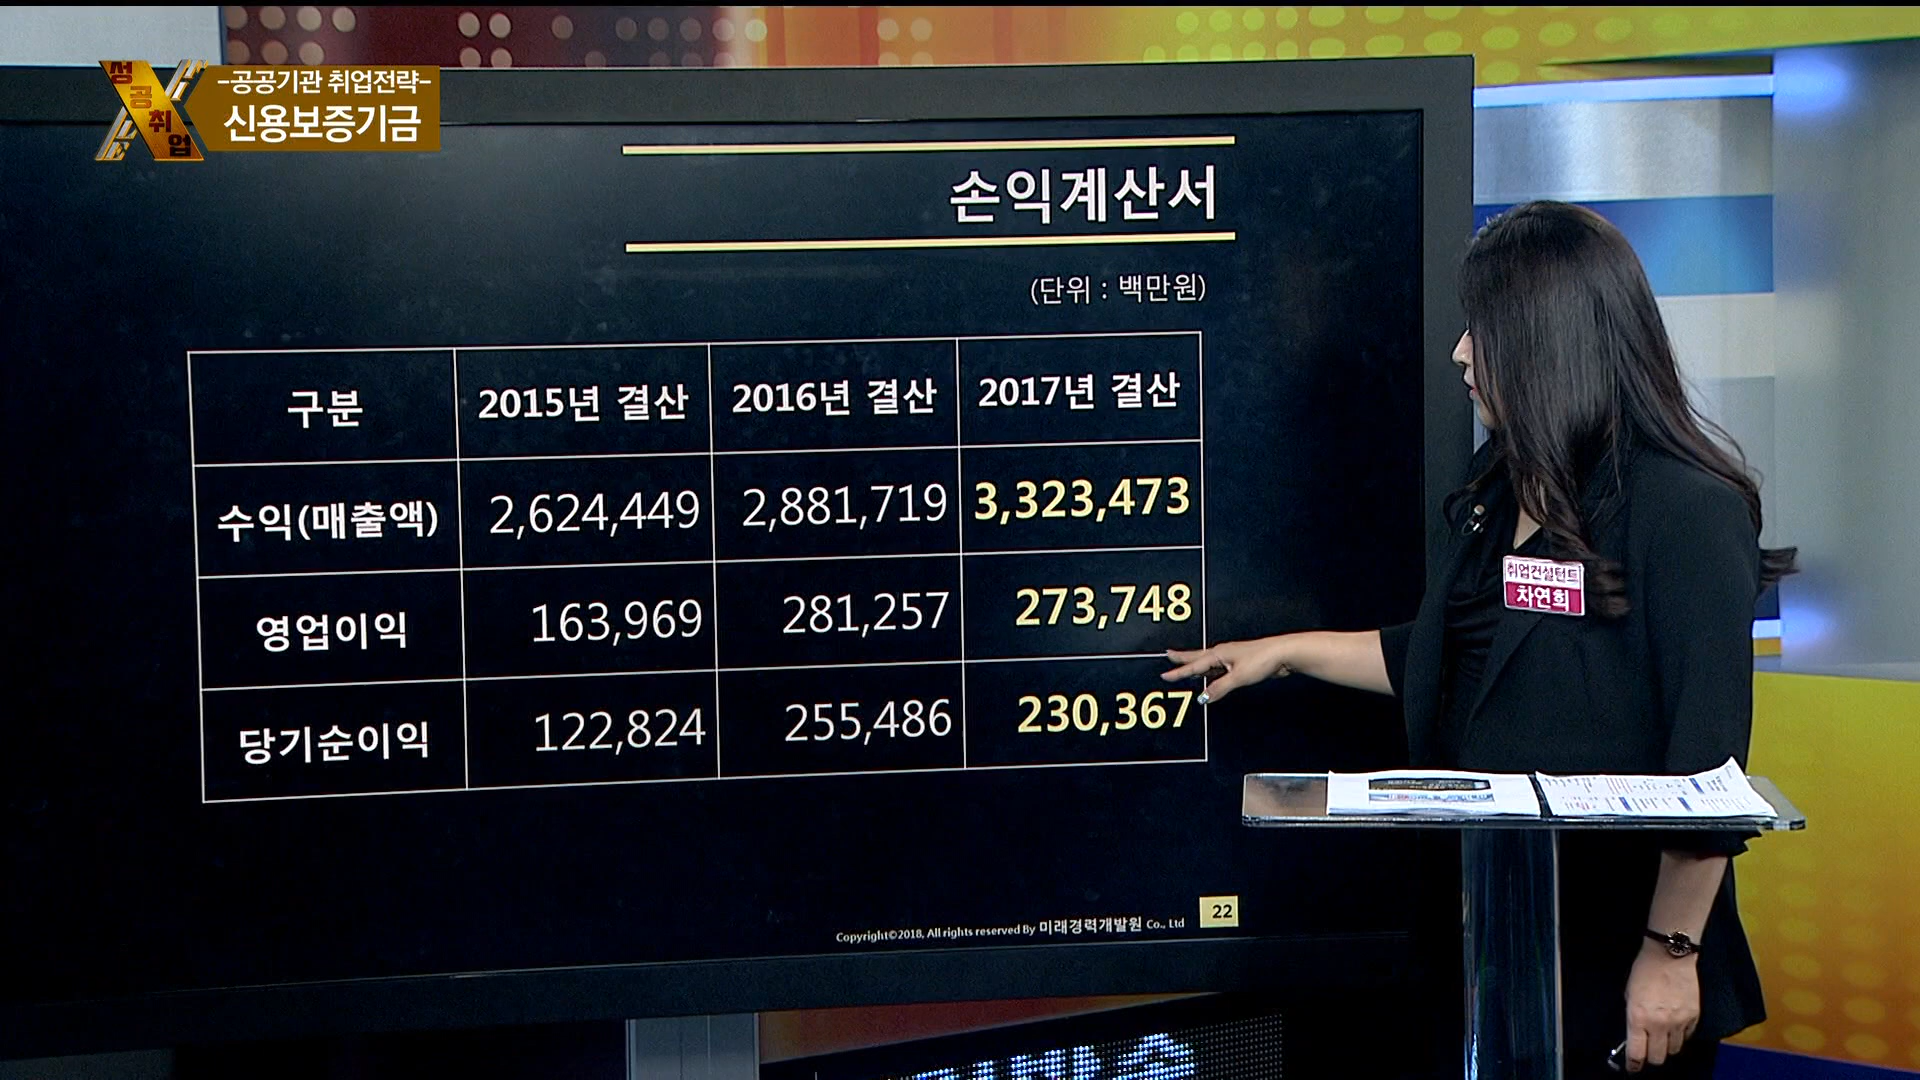 성공취업
FILE
-공공기관 취업전략-
신용보증기금
손익계산서
(단위 : 백만원)
구분 2015년 결산 2016년 결산 2017년 결산
수익(매출액) 2,624,449 2,881,719 3,323,473
영업이익 163,969 281,257 273,748
당기순이익 122,824 255,486 230,367
취업컨설턴트
차연희
22
Copyright©2018, All rights reserved By 미래경력개발원 Co., Ltd